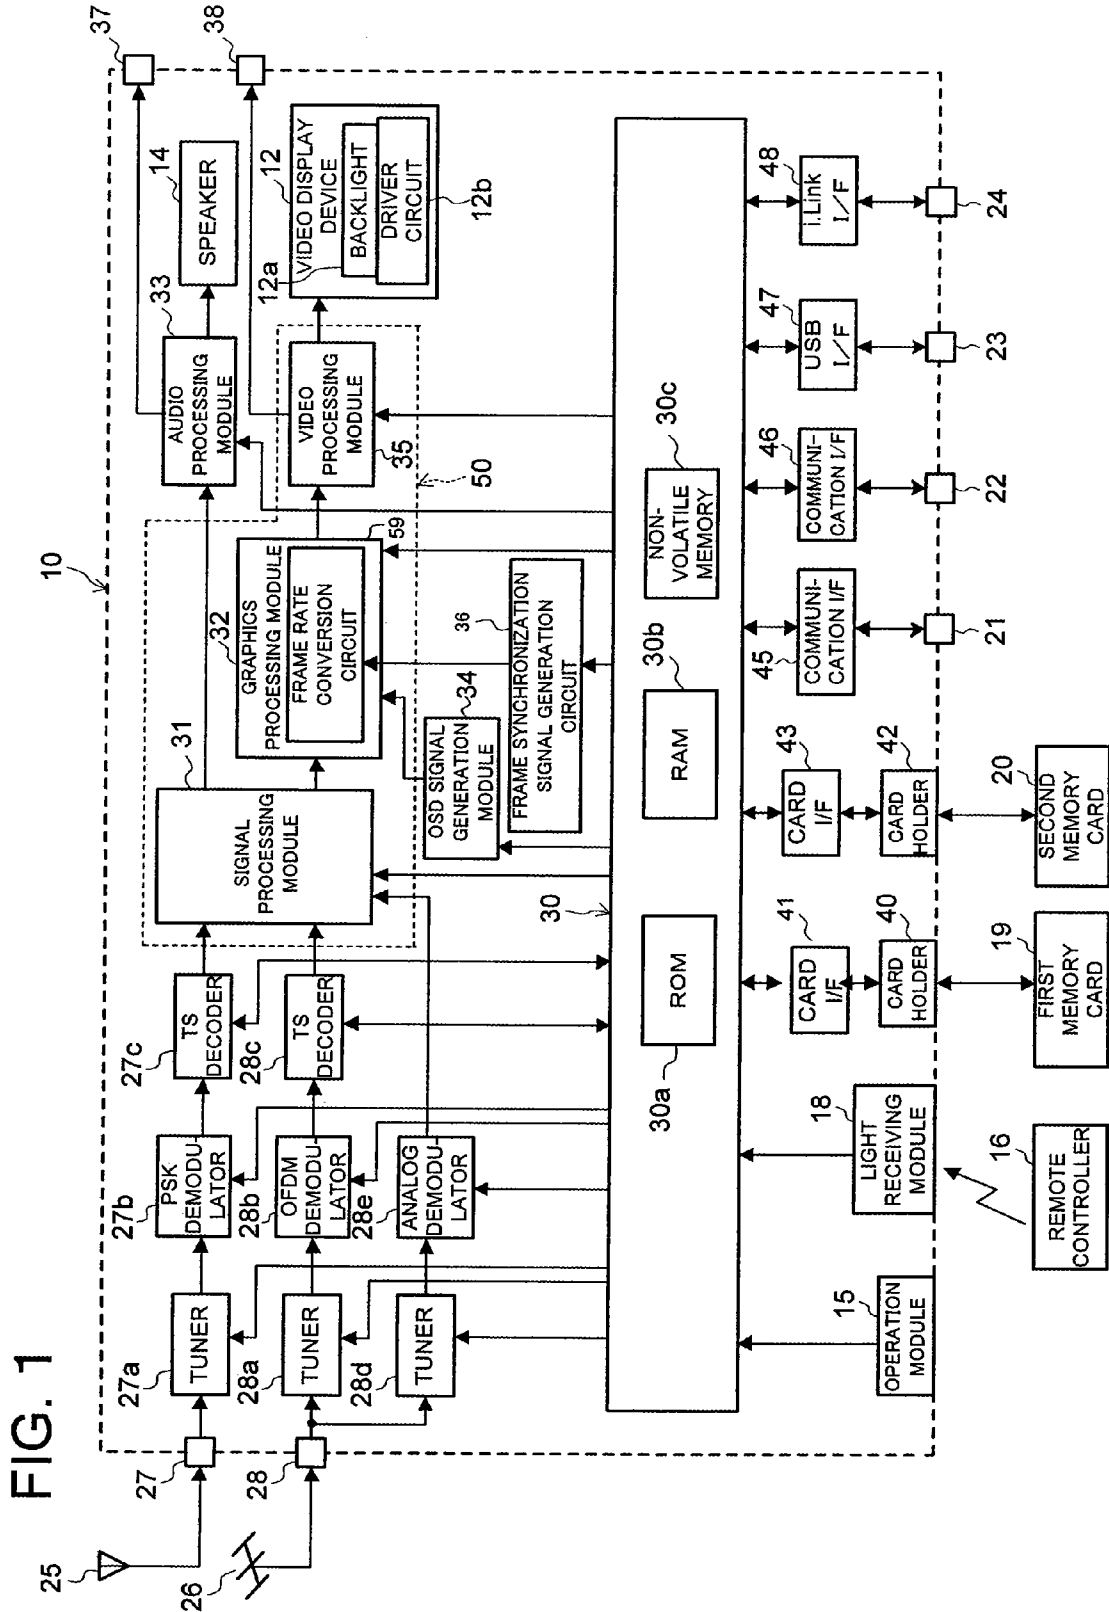 FIG. 1
10
25
26
27
28
27a
TUNER
28a
TUNER
28d
TUNER
27b
PSK
DEMODU-
LATOR
28b
OFDM
DEMODU-
LATOR
28e
ANALOG
DEMODU-
LATOR
27c
TS
DECODER
28c
TS
DECODER
31
SIGNAL
PROCESSING
MODULE
32
GRAPHICS
PROCESSING MODULE
FRAME RATE
CONVERSION
CIRCUIT
59
OSD SIGNAL
GENERATION
MODULE
34
36
FRAME SYNCHRONIZATION
SIGNAL GENERATION
CIRCUIT
33
AUDIO
PROCESSING
MODULE
VIDEO
PROCESSING
MODULE
35
50
14
SPEAKER
12
VIDEO DISPLAY
DEVICE
BACKLIGHT
DRIVER
CIRCUIT
12a
12b
37
38
30
ROM
30a
RAM
30b
NON-
VOLATILE
MEMORY
30c
15
OPERATION
MODULE
18
LIGHT
RECEIVING
MODULE
16
REMOTE
CONTROLLER
41
CARD
I/F
40
CARD
HOLDER
19
FIRST
MEMORY
CARD
43
CARD
I/F
42
CARD
HOLDER
20
SECOND
MEMORY
CARD
45
COMMUNI-
CATION I/F
21
46
COMMUNI-
CATION I/F
22
47
USB
I/F
23
48
i.Link
I/F
24